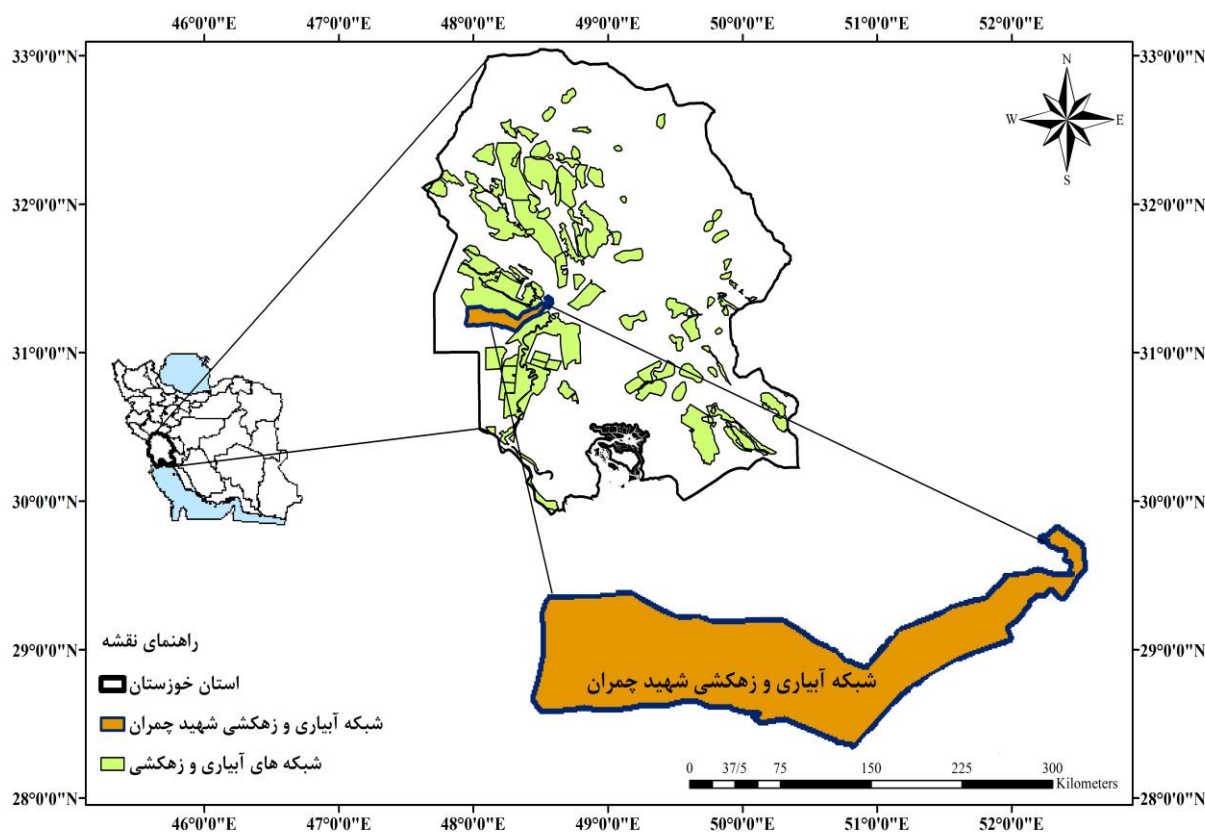 46°0'0"E 47°0'0"E 48°0'0"E 49°0'0"E 50°0'0"E 51°0'0"E 52°0'0"E
33°0'0"N 33°0'0"N
N
W E
S
32°0'0"N 32°0'0"N
31°0'0"N 31°0'0"N
30°0'0"N 30°0'0"N
29°0'0"N 29°0'0"N
شبکه آبیاری و زهکشی شهید چمران
راهنمای نقشه
استان خوزستان
شبکه آبیاری و زهکشی شهید چمران
شبکه های آبیاری و زهکشی
0 37/5 75 150 225 300
Kilometers
28°0'0"N 28°0'0"N
46°0'0"E 47°0'0"E 48°0'0"E 49°0'0"E 50°0'0"E 51°0'0"E 52°0'0"E